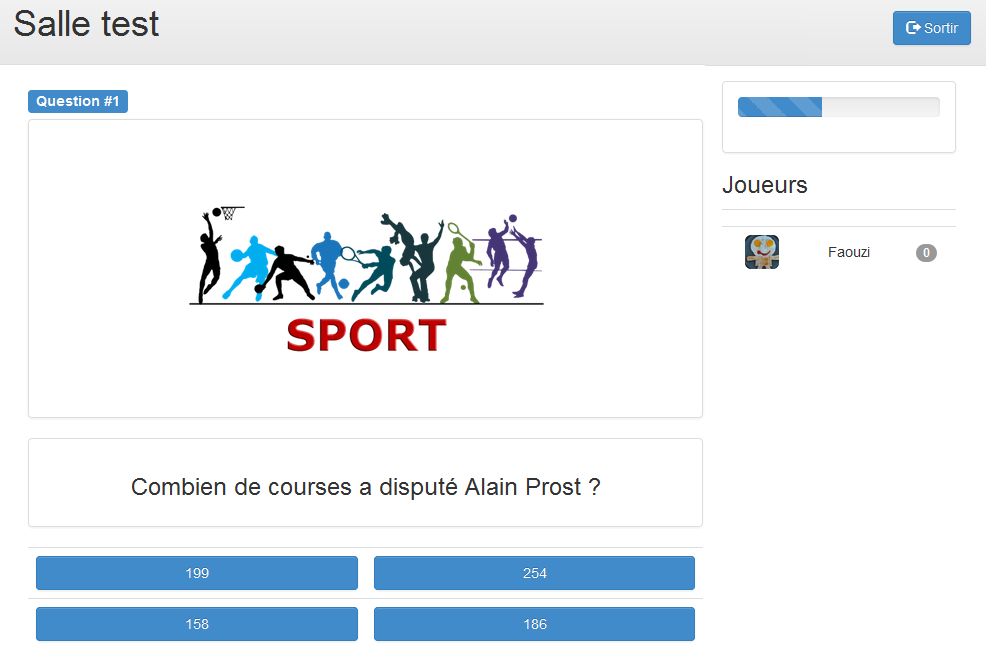 Salle test
Sortir
Question #1
SPORT
Joueurs
Faouzi 0
Combien de courses a disputé Alain Prost ?
199 254
158 186